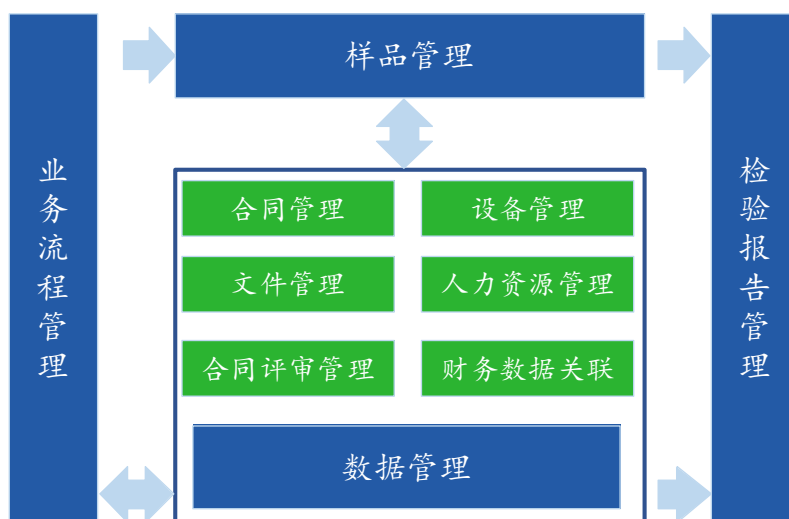 业务流程管理
样品管理
合同管理
设备管理
文件管理
人力资源管理
合同评审管理
财务数据关联
数据管理
检验报告管理